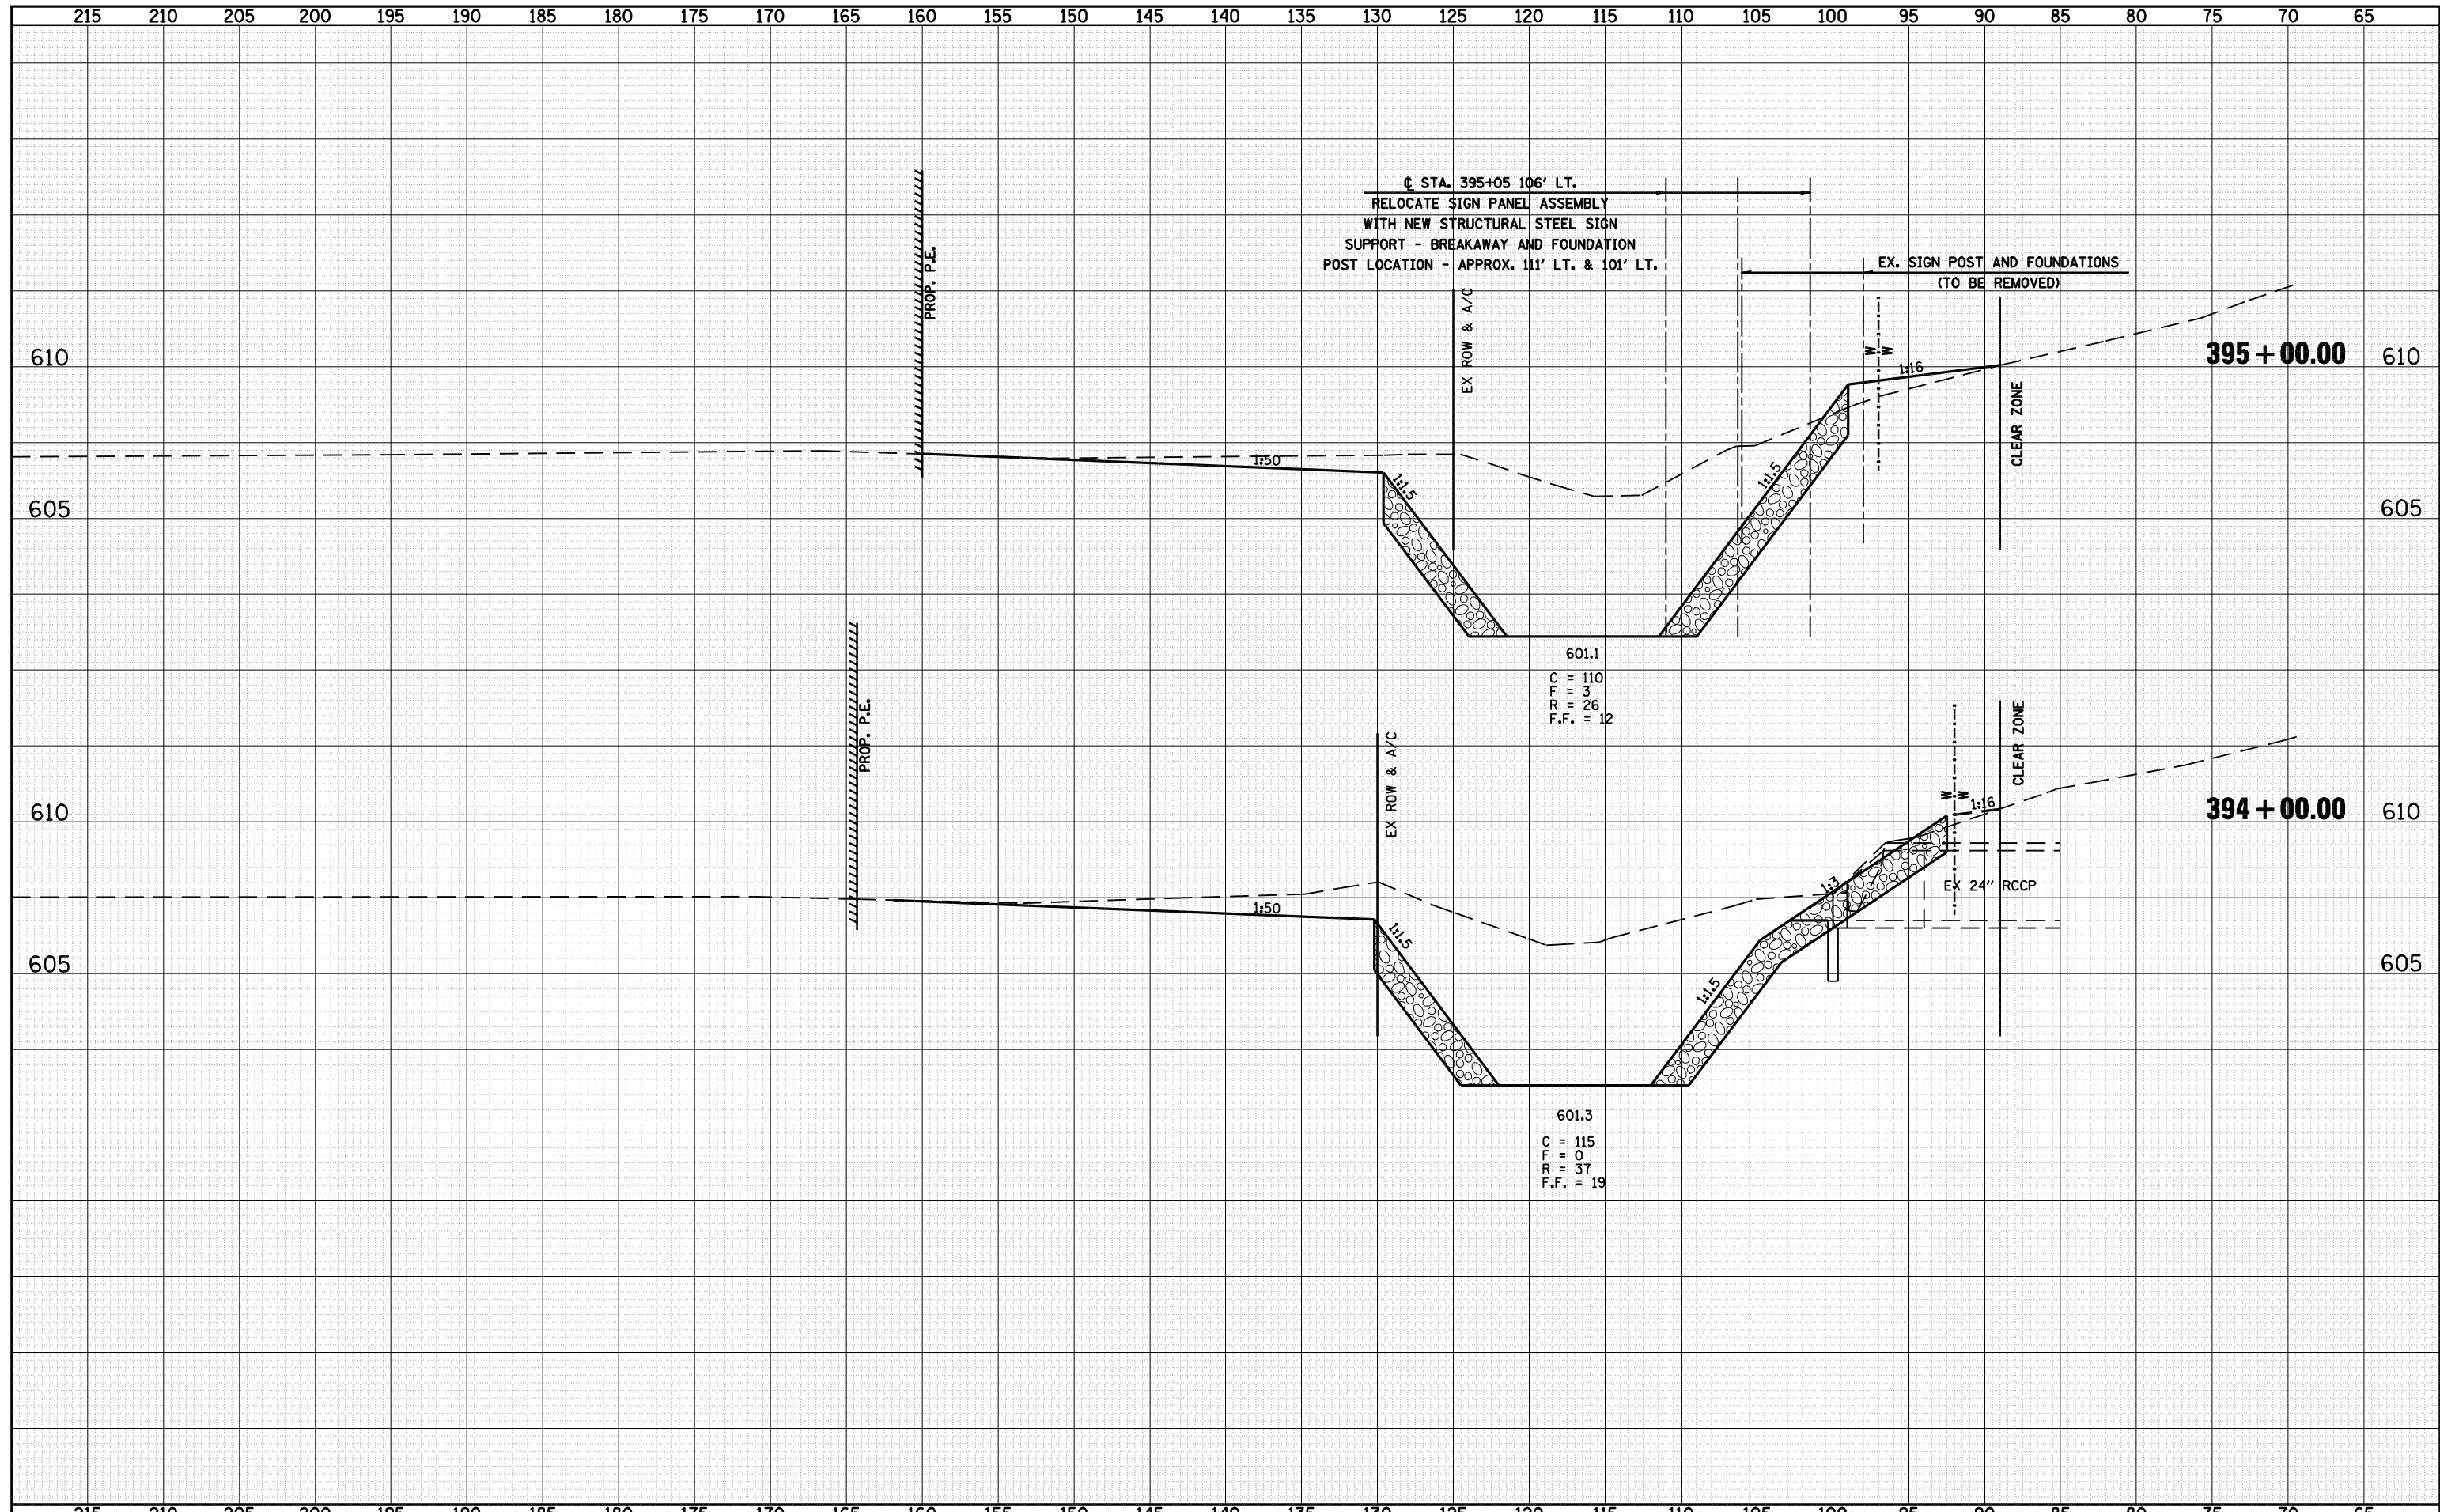 215 210 205 200 195 190 185 180 175 170 165 160 155 150 145 140 135 130 125 120 115 110 105 100 95 90 85 80 75 70 65
℄ STA. 395+05 106' LT.
RELOCATE SIGN PANEL ASSEMBLY
WITH NEW STRUCTURAL STEEL SIGN
SUPPORT - BREAKAWAY AND FOUNDATION
POST LOCATION - APPROX. 111' LT. & 101' LT.
EX. SIGN POST AND FOUNDATIONS
(TO BE REMOVED)
PROP. P.E.
EX ROW & A/C
W
610
1:16
395+00.00
610
CLEAR ZONE
1:50
1:1.5
1:1.5
605
605
601.1
C = 110
F = 3
R = 26
F.F. = 12
PROP. P.E.
EX ROW & A/C
CLEAR ZONE
W
610
1:16
394+00.00
610
1:3
EX 24" RCCP
1:50
1:1.5
1:1.5
605
605
601.3
C = 115
F = 0
R = 37
F.F. = 19
215 210 205 200 195 190 185 180 175 170 165 160 155 150 145 140 135 130 125 120 115 110 105 100 95 90 85 80 75 70 65